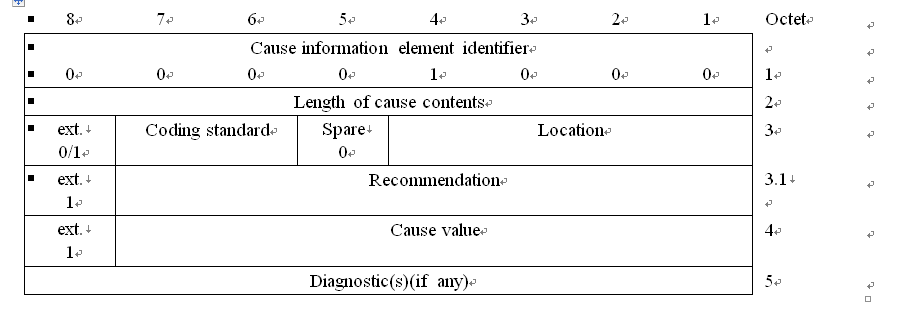 8 7 6 5 4 3 2 1 Octet
Cause information element identifier
0 0 0 0 1 0 0 0 1
Length of cause contents 2
ext. Coding standard Spare Location 3
0/1 0
ext. Recommendation 3.1
1
ext. Cause value 4
1
Diagnostic(s)(if any) 5